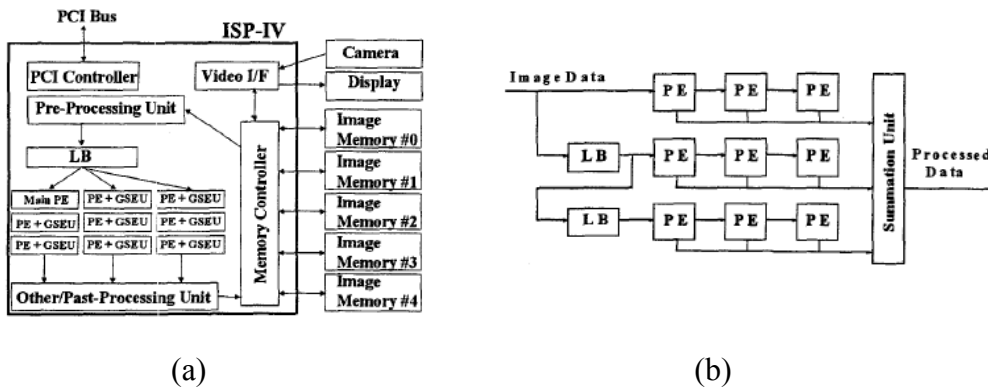 PCI Bus
ISP-IV
PCI Controller
Video I/F
Camera
Display
Pre-Processing Unit
LB
Main PE
PE + GSEU
PE + GSEU
PE + GSEU
PE + GSEU
PE + GSEU
PE + GSEU
PE + GSEU
PE + GSEU
Other/Past-Processing Unit
Memory Controller
Image
Memory #0
Image
Memory #1
Image
Memory #2
Image
Memory #3
Image
Memory #4
(a)
Image Data
PE
PE
PE
LB
PE
PE
PE
LB
PE
PE
PE
Summation Unit
Processed
Data
(b)